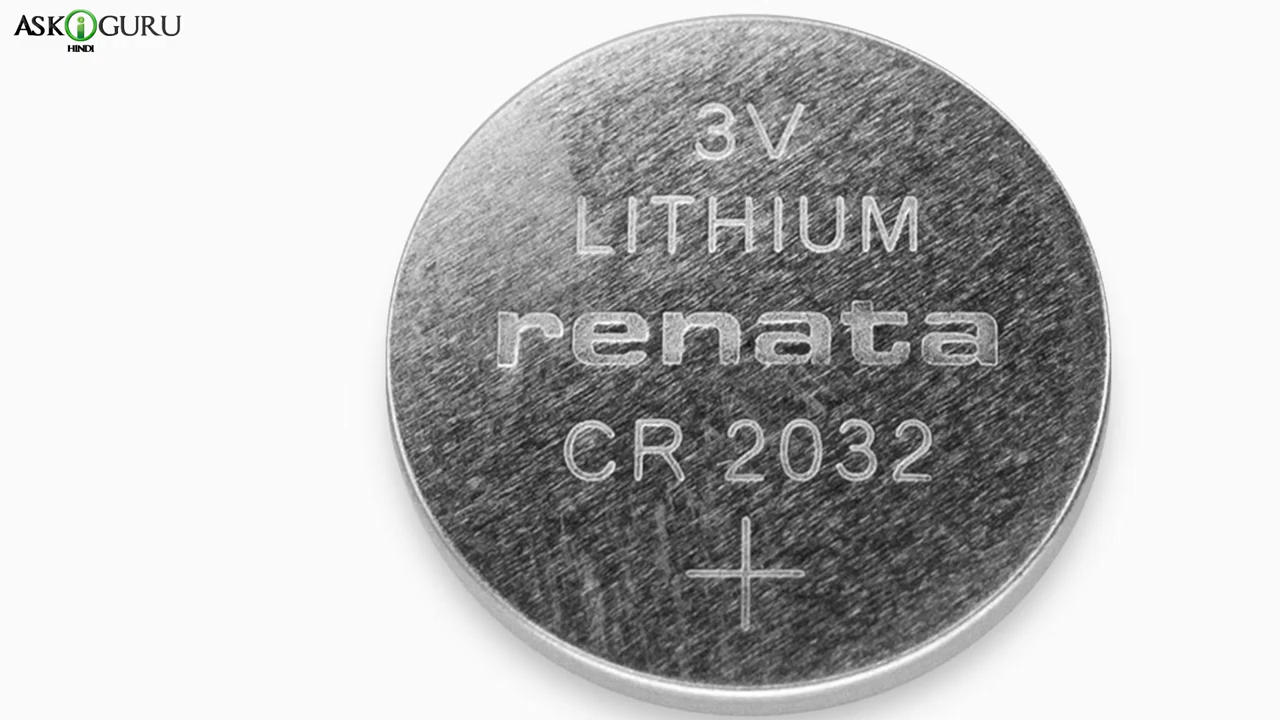 ASK i GURU
HINDI
3V
LITHIUM
renata
CR 2032
+